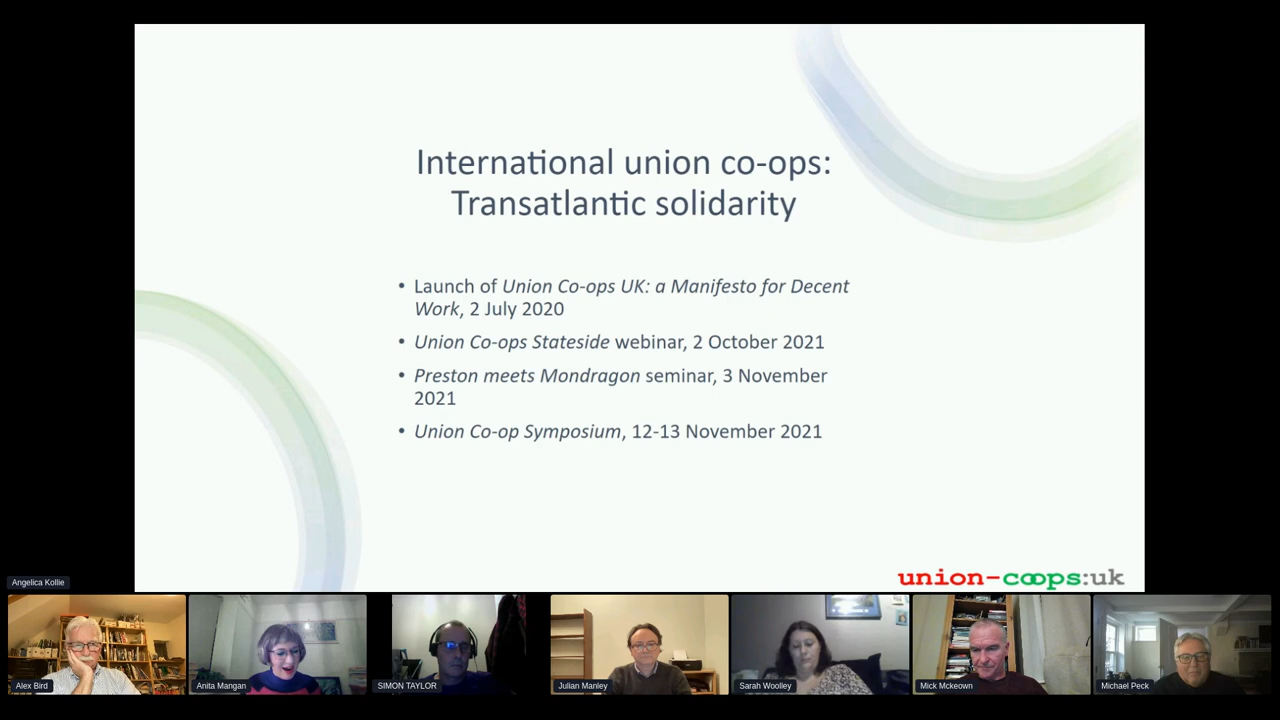 International union co-ops:
Transatlantic solidarity
• Launch of Union Co-ops UK: a Manifesto for Decent
Work, 2 July 2020
• Union Co-ops Stateside webinar, 2 October 2021
• Preston meets Mondragon seminar, 3 November
2021
• Union Co-op Symposium, 12-13 November 2021
union-coops:uk
Angelica Kollie
Alex Bird
Anita Mangan
SIMON TAYLOR
Julian Manley
Sarah Woolley
Mick Mckeown
Michael Peck